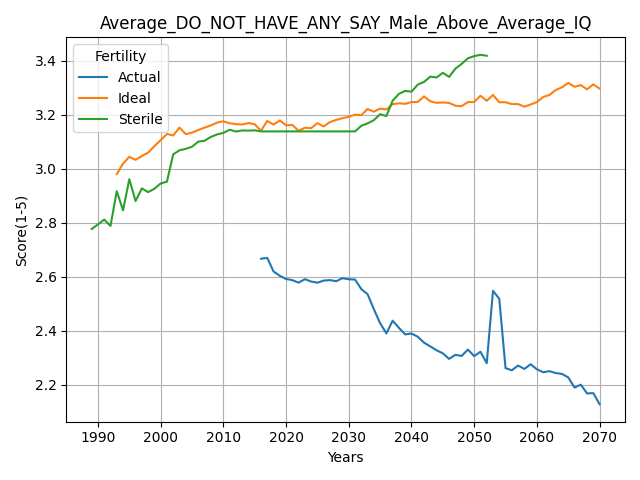 Average_DO_NOT_HAVE_ANY_SAY_Male_Above_Average_IQ
Fertility
Actual
Ideal
Sterile
Score(1-5)
3.4
3.2
3.0
2.8
2.6
2.4
2.2
1990 2000 2010 2020 2030 2040 2050 2060 2070
Years